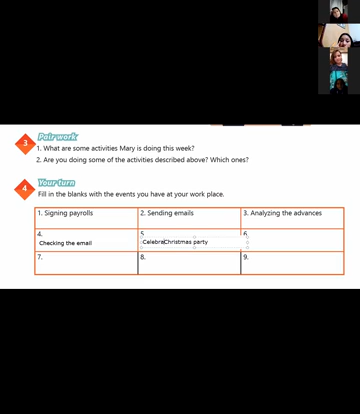 3
Pair work
1. What are some activities Mary is doing this week?
2. Are you doing some of the activities described above? Which ones?
4
Your turn
Fill in the blanks with the events you have at your work place.
1. Signing payrolls
2. Sending emails
3. Analyzing the advances
4.
Checking the email
5
CelebraChristmas party
6.
7.
8.
9.